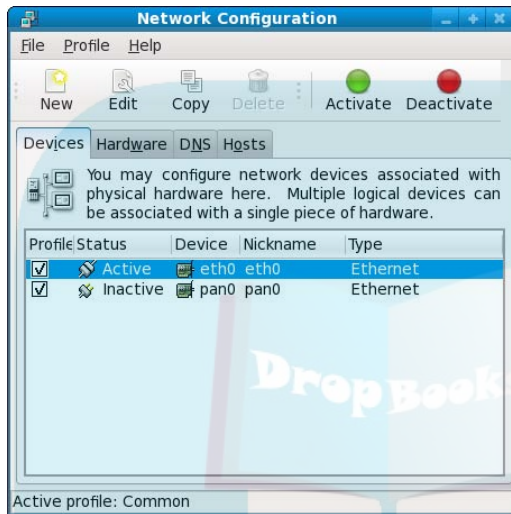 Network Configuration
File Profile Help
New Edit Copy Delete Activate Deactivate
Devices Hardware DNS Hosts
You may configure network devices associated with
physical hardware here. Multiple logical devices can
be associated with a single piece of hardware.
Profile Status Device Nickname Type
Active eth0 eth0 Ethernet
Inactive pan0 pan0 Ethernet
DropBooks
Active profile: Common